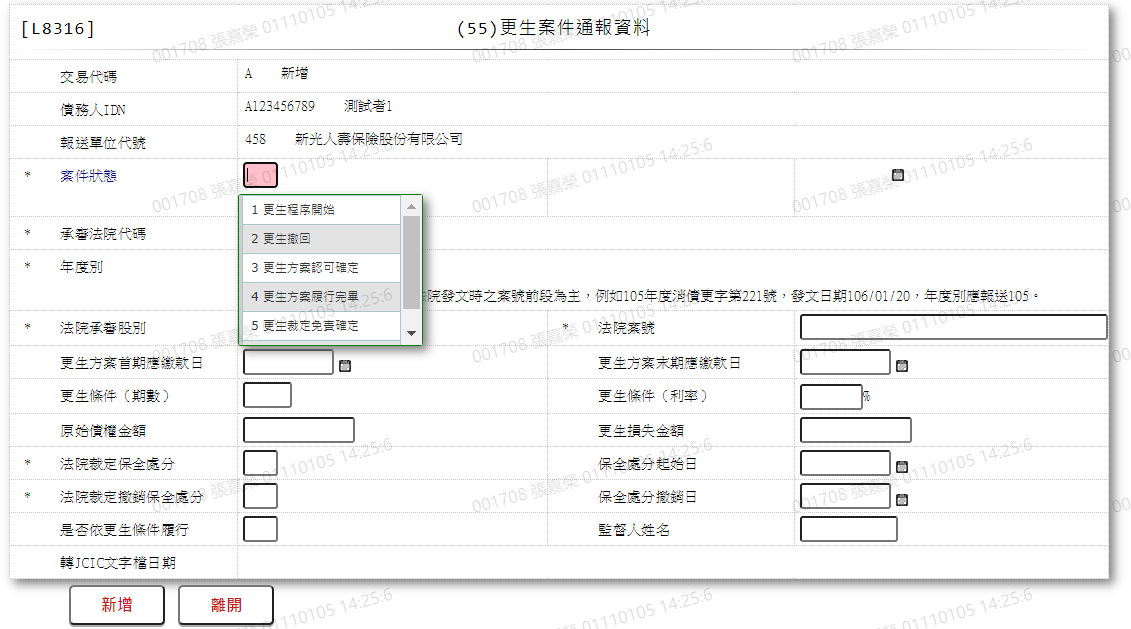 [L8316] (55)更生案件通報資料
交易代碼 A 新增
債務人IDN A123456789 測試者1
報送單位代號 458 新光人壽保險股份有限公司
* 案件狀態
1 更生程序開始
2 更生撤回
3 更生方案認可確定
4 更生方案履行完畢
5 更生裁定免責確定
* 承審法院代碼
* 年度別
法院發文時之案號前段為主，例如105年度消債更字第221號，發文日期106/01/20，年度別應報送105。
* 法院承審股別 * 法院案號
更生方案首期應繳款日 更生方案末期應繳款日
更生條件（期數） 更生條件（利率） %
原始債權金額 更生損失金額
* 法院裁定保全處分 保全處分起始日
* 法院裁定撤銷保全處分 保全處分撤銷日
是否依更生條件履行 監督人姓名
轉JCIC文字檔日期
新增 離開
001708 張嘉榮 01110105 14:25:6